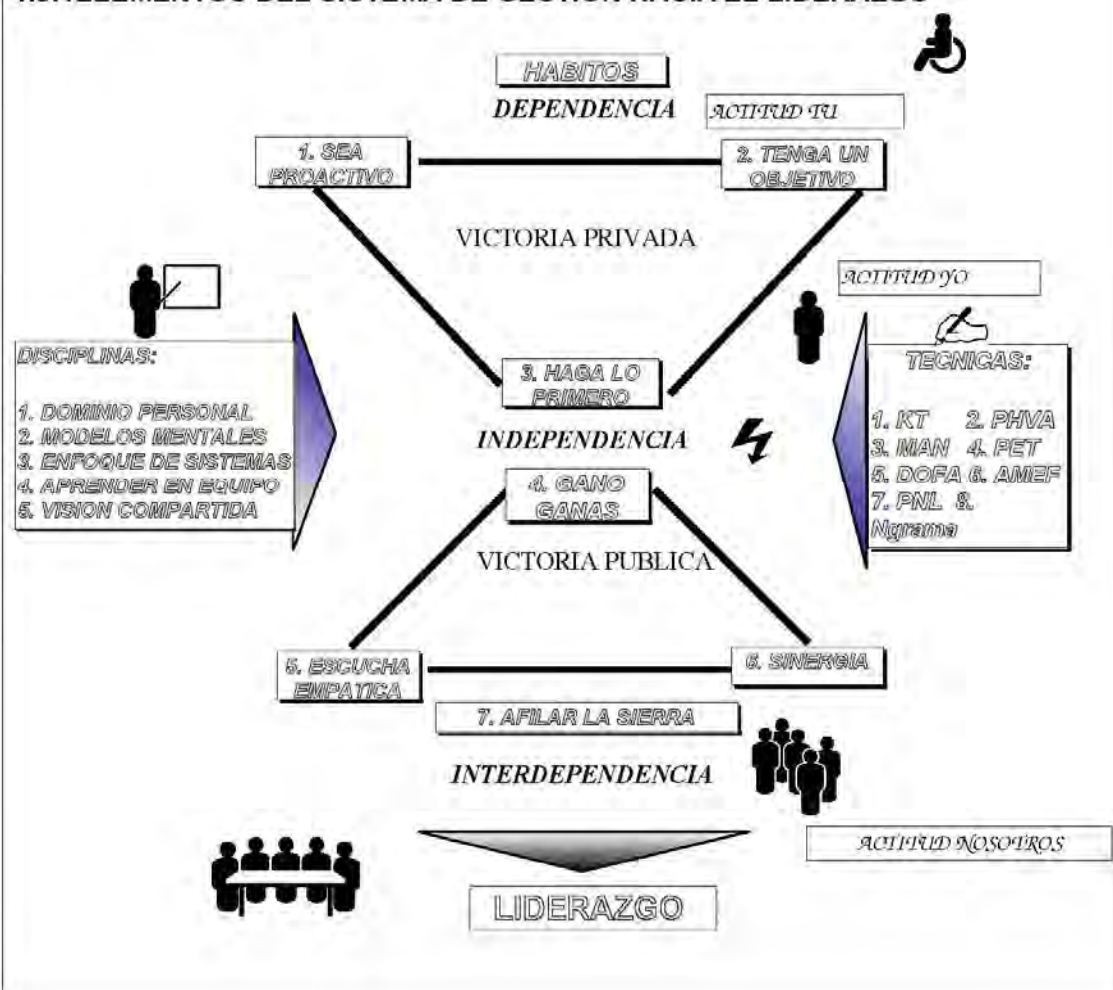 HABITOS
DEPENDENCIA
ACTITUD TU
1. SEA
PROACTIVO
2. TENGA UN
OBJETIVO
VICTORIA PRIVADA
ACTITUD YO
DISCIPLINAS:
1. DOMINIO PERSONAL
2. MODELOS MENTALES
3. ENFOQUE DE SISTEMAS
4. APRENDER EN EQUIPO
5. VISION COMPARTIDA
3. HAGA LO
PRIMERO
INDEPENDENCIA
4. GANO
GANAS
TECNICAS:
1. KT 2. PHVA
3. MAN 4. PET
5. DOFA 6. AMEF
7. PNL 8.
Ngrama
VICTORIA PUBLICA
5. ESCUCHA
EMPATICA
6. SINERGIA
7. AFILAR LA SIERRA
INTERDEPENDENCIA
ACTITUD NOSOTROS
LIDERAZGO